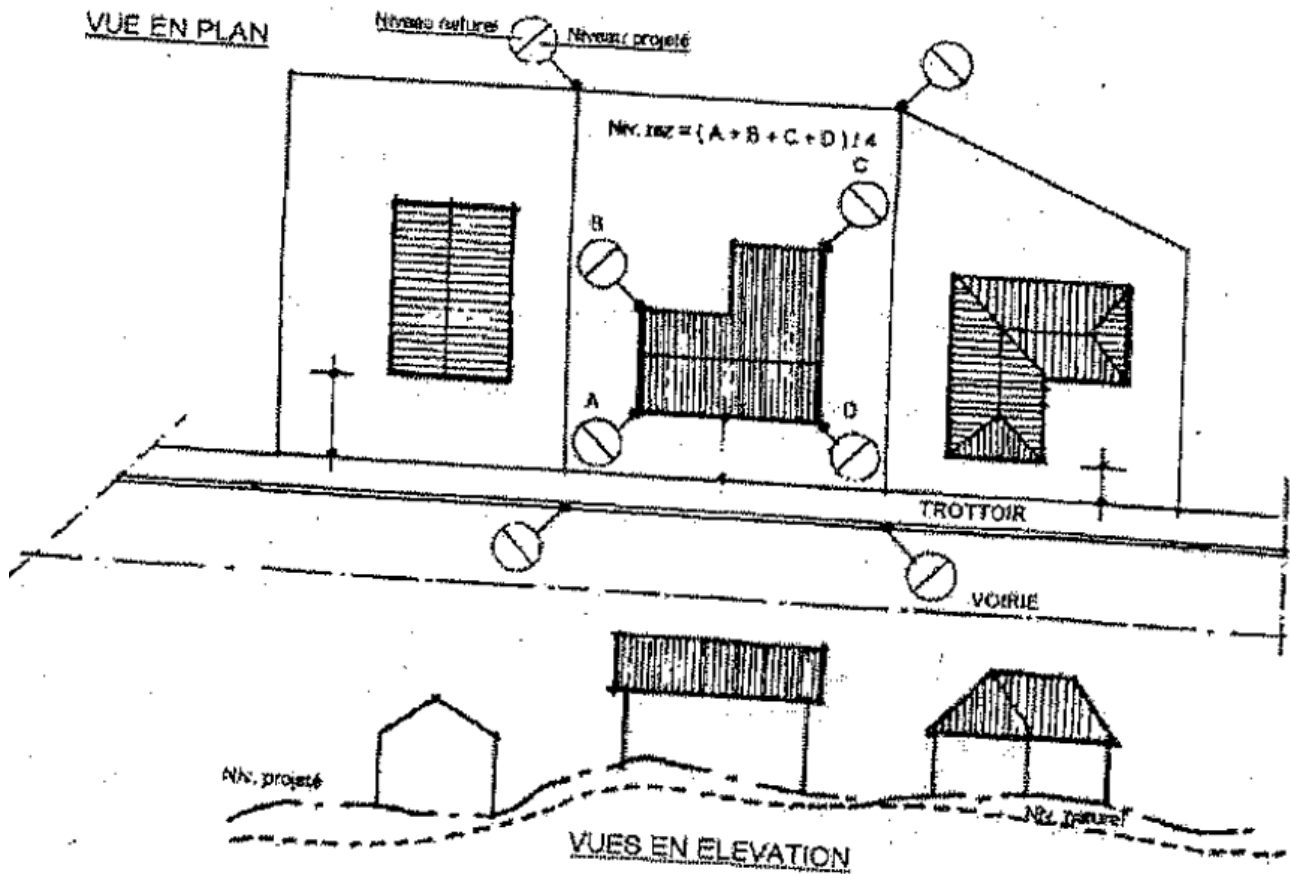 VUE EN PLAN
Niveau naturel
Niveau projeté
Niv. rez = ( A + B + C + D ) / 4
C
B
A
D
TROTTOIR
VOIRIE
Niv. projeté
Niv. naturel
VUES EN ELEVATION